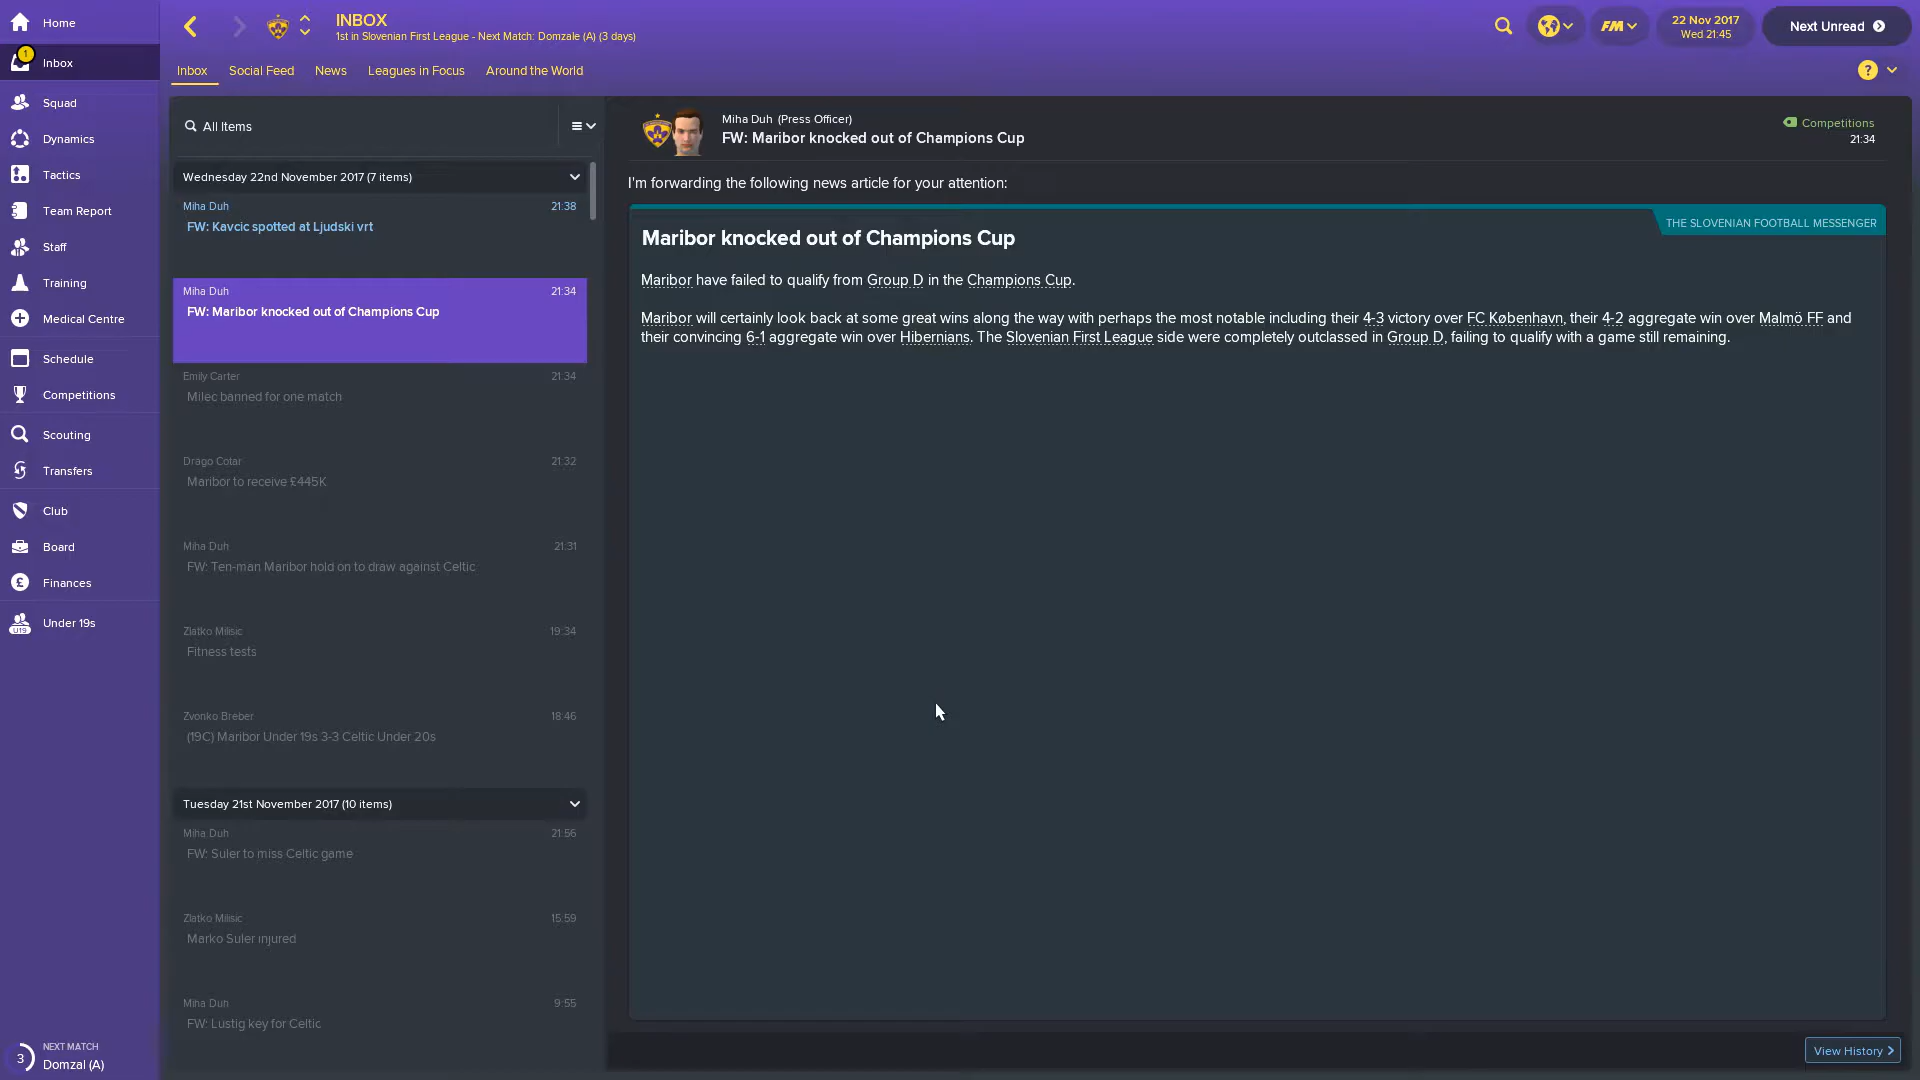 Home
1
Inbox
Squad
Dynamics
Tactics
Team Report
Staff
Training
Medical Centre
Schedule
Competitions
Scouting
Transfers
Club
Board
Finances
U19
Under 19s
3
NEXT MATCH
Domzal (A)
INBOX
1st in Slovenian First League - Next Match: Domzale (A) (3 days)
FM
22 Nov 2017
Wed 21:45
Next Unread
Inbox
Social Feed
News
Leagues in Focus
Around the World
?
All Items
Wednesday 22nd November 2017 (7 items)
Miha Duh 21:38
FW: Kavcic spotted at Ljudski vrt
Miha Duh 21:34
FW: Maribor knocked out of Champions Cup
Emily Carter 21:34
Milec banned for one match
Drago Cotar 21:32
Maribor to receive £445K
Miha Duh 21:31
FW: Ten-man Maribor hold on to draw against Celtic
Zlatko Milisic 19:34
Fitness tests
Zvonko Breber 18:46
(19C) Maribor Under 19s 3-3 Celtic Under 20s
Tuesday 21st November 2017 (10 items)
Miha Duh 21:56
FW: Suler to miss Celtic game
Zlatko Milisic 15:59
Marko Suler injured
Miha Duh 9:55
FW: Lustig key for Celtic
Miha Duh (Press Officer)
FW: Maribor knocked out of Champions Cup
Competitions
21:34
I'm forwarding the following news article for your attention:
THE SLOVENIAN FOOTBALL MESSENGER
Maribor knocked out of Champions Cup
Maribor have failed to qualify from Group D in the Champions Cup.
Maribor will certainly look back at some great wins along the way with perhaps the most notable including their 4-3 victory over FC København, their 4-2 aggregate win over Malmö FF and
their convincing 6-1 aggregate win over Hibernians. The Slovenian First League side were completely outclassed in Group D, failing to qualify with a game still remaining.
View History